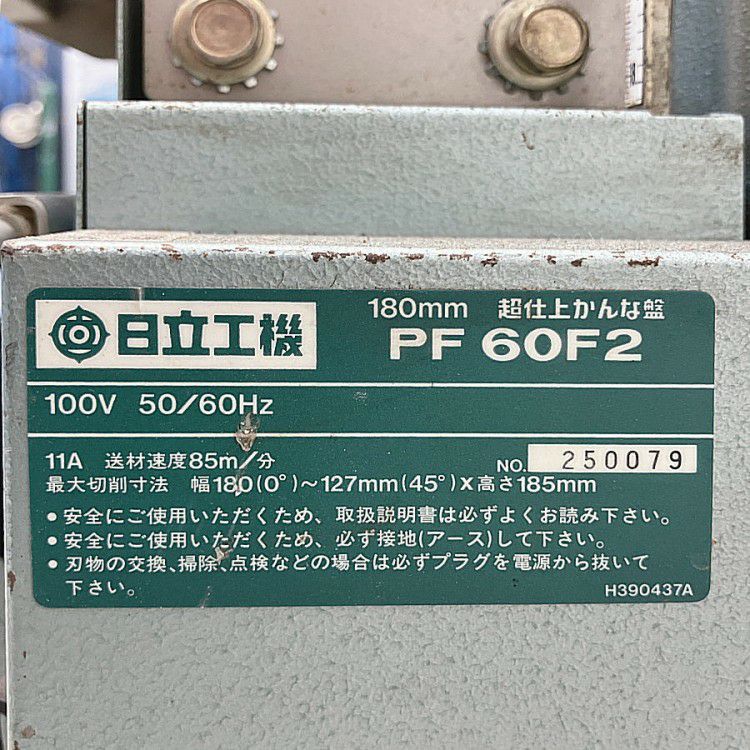 日立工機
180mm 超仕上かんな盤
PF 60F2
100V 50/60Hz
11A 送材速度85m/分
NO. 250079
最大切削寸法 幅180(0°)～127mm(45°)×高さ185mm
•安全にご使用いただくため、取扱説明書は必ずよくお読み下さい。
•安全にご使用いただくため、必ず接地(アース)して下さい。
•刃物の交換、掃除、点検などの場合は必ずプラグを電源から抜いて
下さい。
H390437A